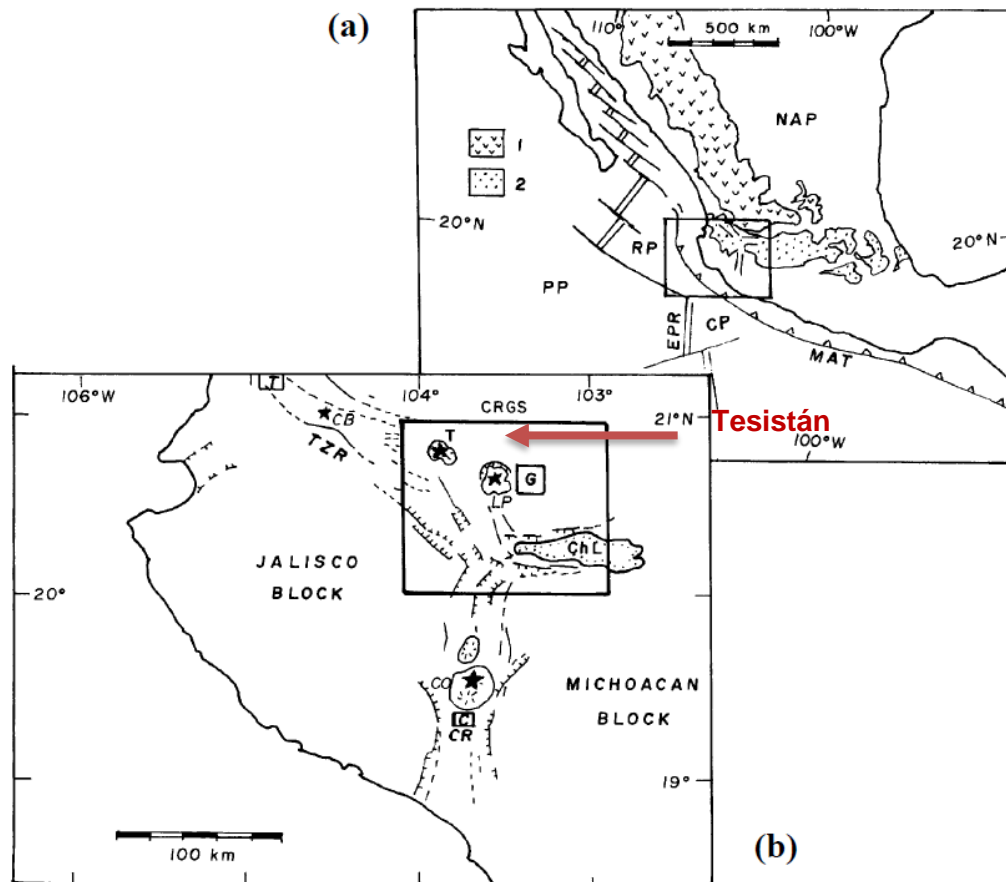 (a)
110°
500 km
100°W
NAP
1
2
20°N
20°N
RP
PP
EPR
CP
MAT
106°W
104°
103°
CRGS
21°N
Tesistán
100°W
T
CB
TZR
T
G
LP
ChL
JALISCO
BLOCK
20°
CO
MICHOACAN
BLOCK
C
CR
19°
100 km
(b)